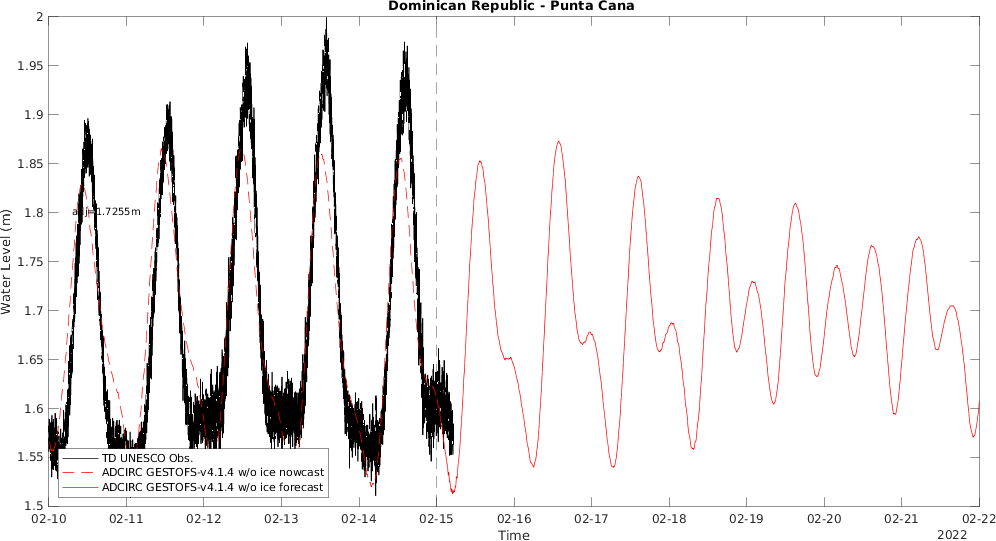 Dominican Republic - Punta Cana
2
1.95
1.9
1.85
1.8
1.75
1.7
1.65
1.6
1.55
1.5
Water Level (m)
adj=1.7255m
TD UNESCO Obs.
ADCIRC GESTOFS-v4.1.4 w/o ice nowcast
ADCIRC GESTOFS-v4.1.4 w/o ice forecast
02-10 02-11 02-12 02-13 02-14 02-15 02-16 02-17 02-18 02-19 02-20 02-21 02-22
Time
2022